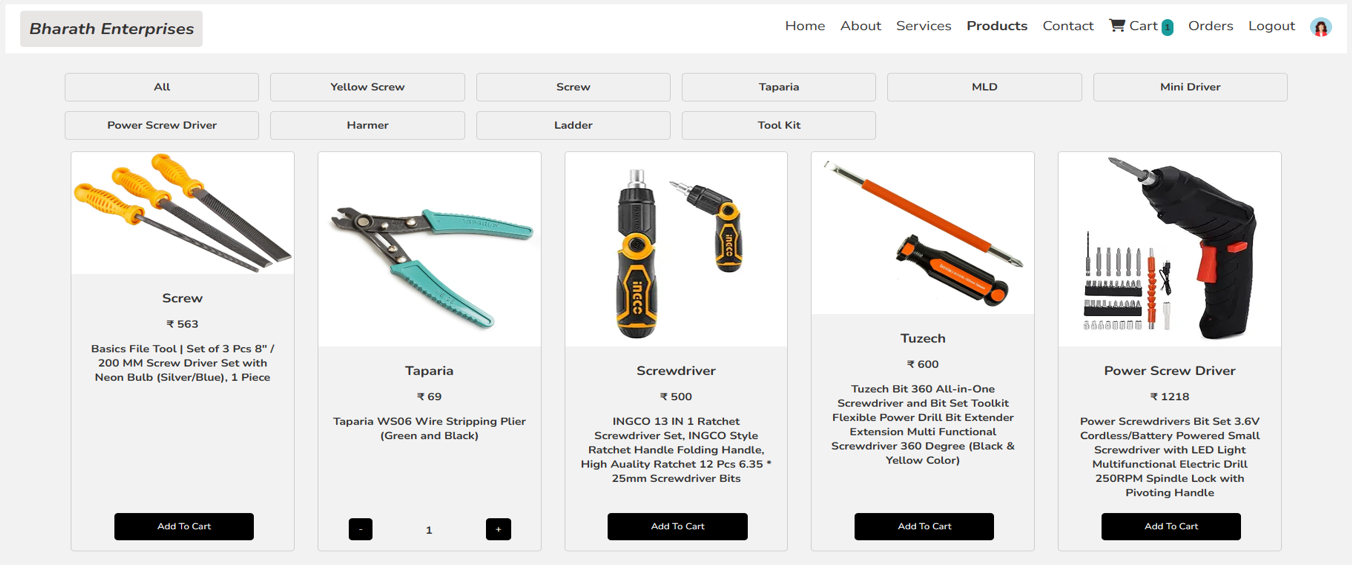 Bharath Enterprises
Home About Services Products Contact Cart 1 Orders Logout
All Yellow Screw Screw Taparia MLD Mini Driver
Power Screw Driver Harmer Ladder Tool Kit
Screw
₹ 563
Basics File Tool | Set of 3 Pcs 8" /
200 MM Screw Driver Set with
Neon Bulb (Silver/Blue), 1 Piece
Add To Cart
Taparia
₹ 69
Taparia WS06 Wire Stripping Plier
(Green and Black)
- 1 +
INGCO
INGCO
Screwdriver
₹ 500
INGCO 13 IN 1 Ratchet
Screwdriver Set, INGCO Style
Ratchet Handle Folding Handle,
High Auality Ratchet 12 Pcs 6.35 *
25mm Screwdriver Bits
Add To Cart
Tuzech
₹ 600
Tuzech Bit 360 All-in-One
Screwdriver and Bit Set Toolkit
Flexible Power Drill Bit Extender
Extension Multi Functional
Screwdriver 360 Degree (Black &
Yellow Color)
Add To Cart
Power Screw Driver
₹ 1218
Power Screwdrivers Bit Set 3.6V
Cordless/Battery Powered Small
Screwdriver with LED Light
Multifunctional Electric Drill
250RPM Spindle Lock with
Pivoting Handle
Add To Cart